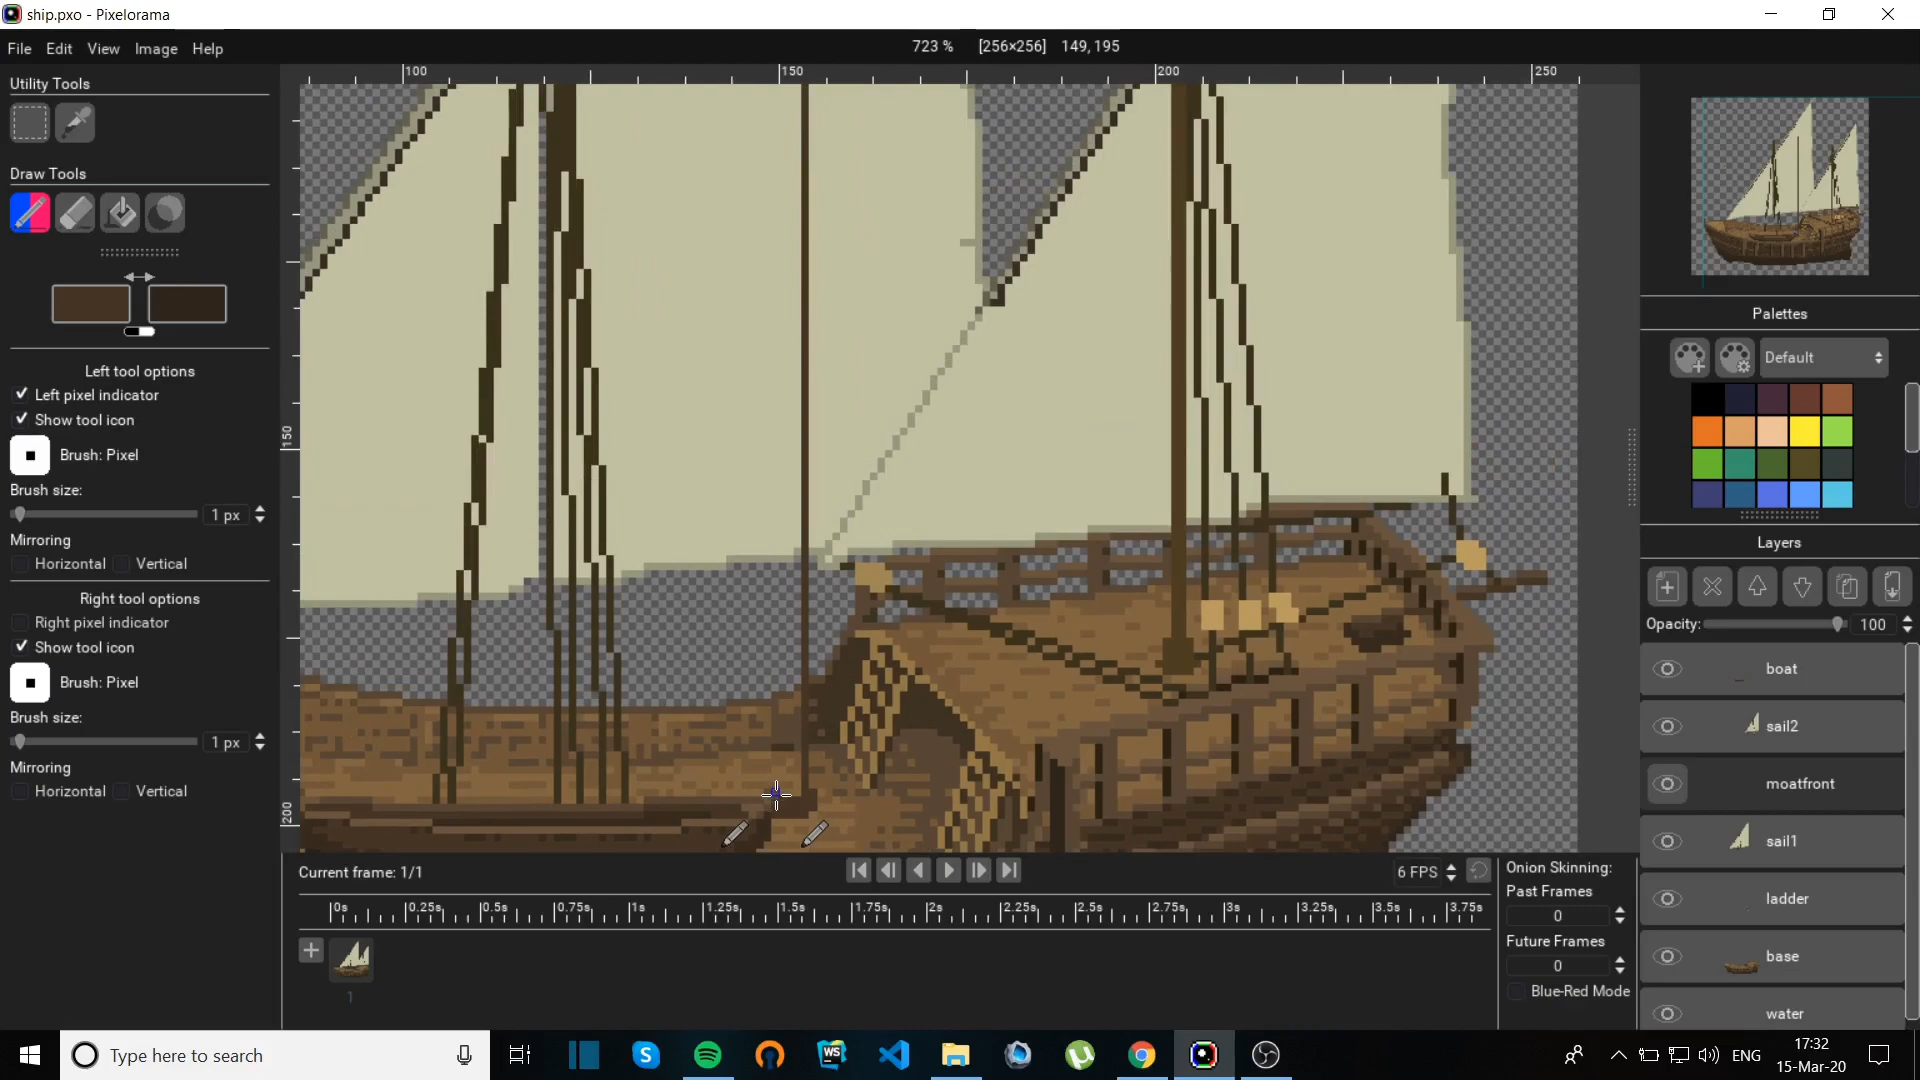 ship.pxo - Pixelorama
File Edit View Image Help
723 % [256×256] 149, 195
Utility Tools
Draw Tools
Left tool options
Left pixel indicator
Show tool icon
Brush: Pixel
Brush size:
1 px
Mirroring
Horizontal Vertical
Right tool options
Right pixel indicator
Show tool icon
Brush: Pixel
Brush size:
1 px
Mirroring
Horizontal Vertical
100 150 200 250
150
200
Palettes
Default
Layers
Opacity: 100
boat
sail2
moatfront
sail1
ladder
base
water
Current frame: 1/1
6 FPS
0s 0.25s 0.5s 0.75s 1s 1.25s 1.5s 1.75s 2s 2.25s 2.5s 2.75s 3s 3.25s 3.5s 3.75s
1
Onion Skinning:
Past Frames
0
Future Frames
0
Blue-Red Mode
Type here to search
WS
ENG
17:32
15-Mar-20